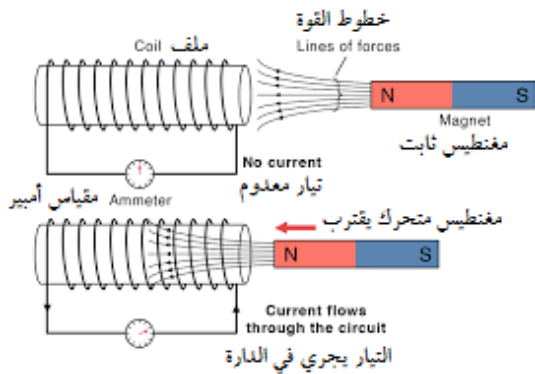 خطوط القوة
Coil ملف
Lines of forces
N S
Magnet
مغنطيس ثابت
No current
تيار معدوم
مقياس أمبير Ammeter
مغنطيس متحرك يقترب
N S
Current flows
through the circuit
التيار يجري في الدارة